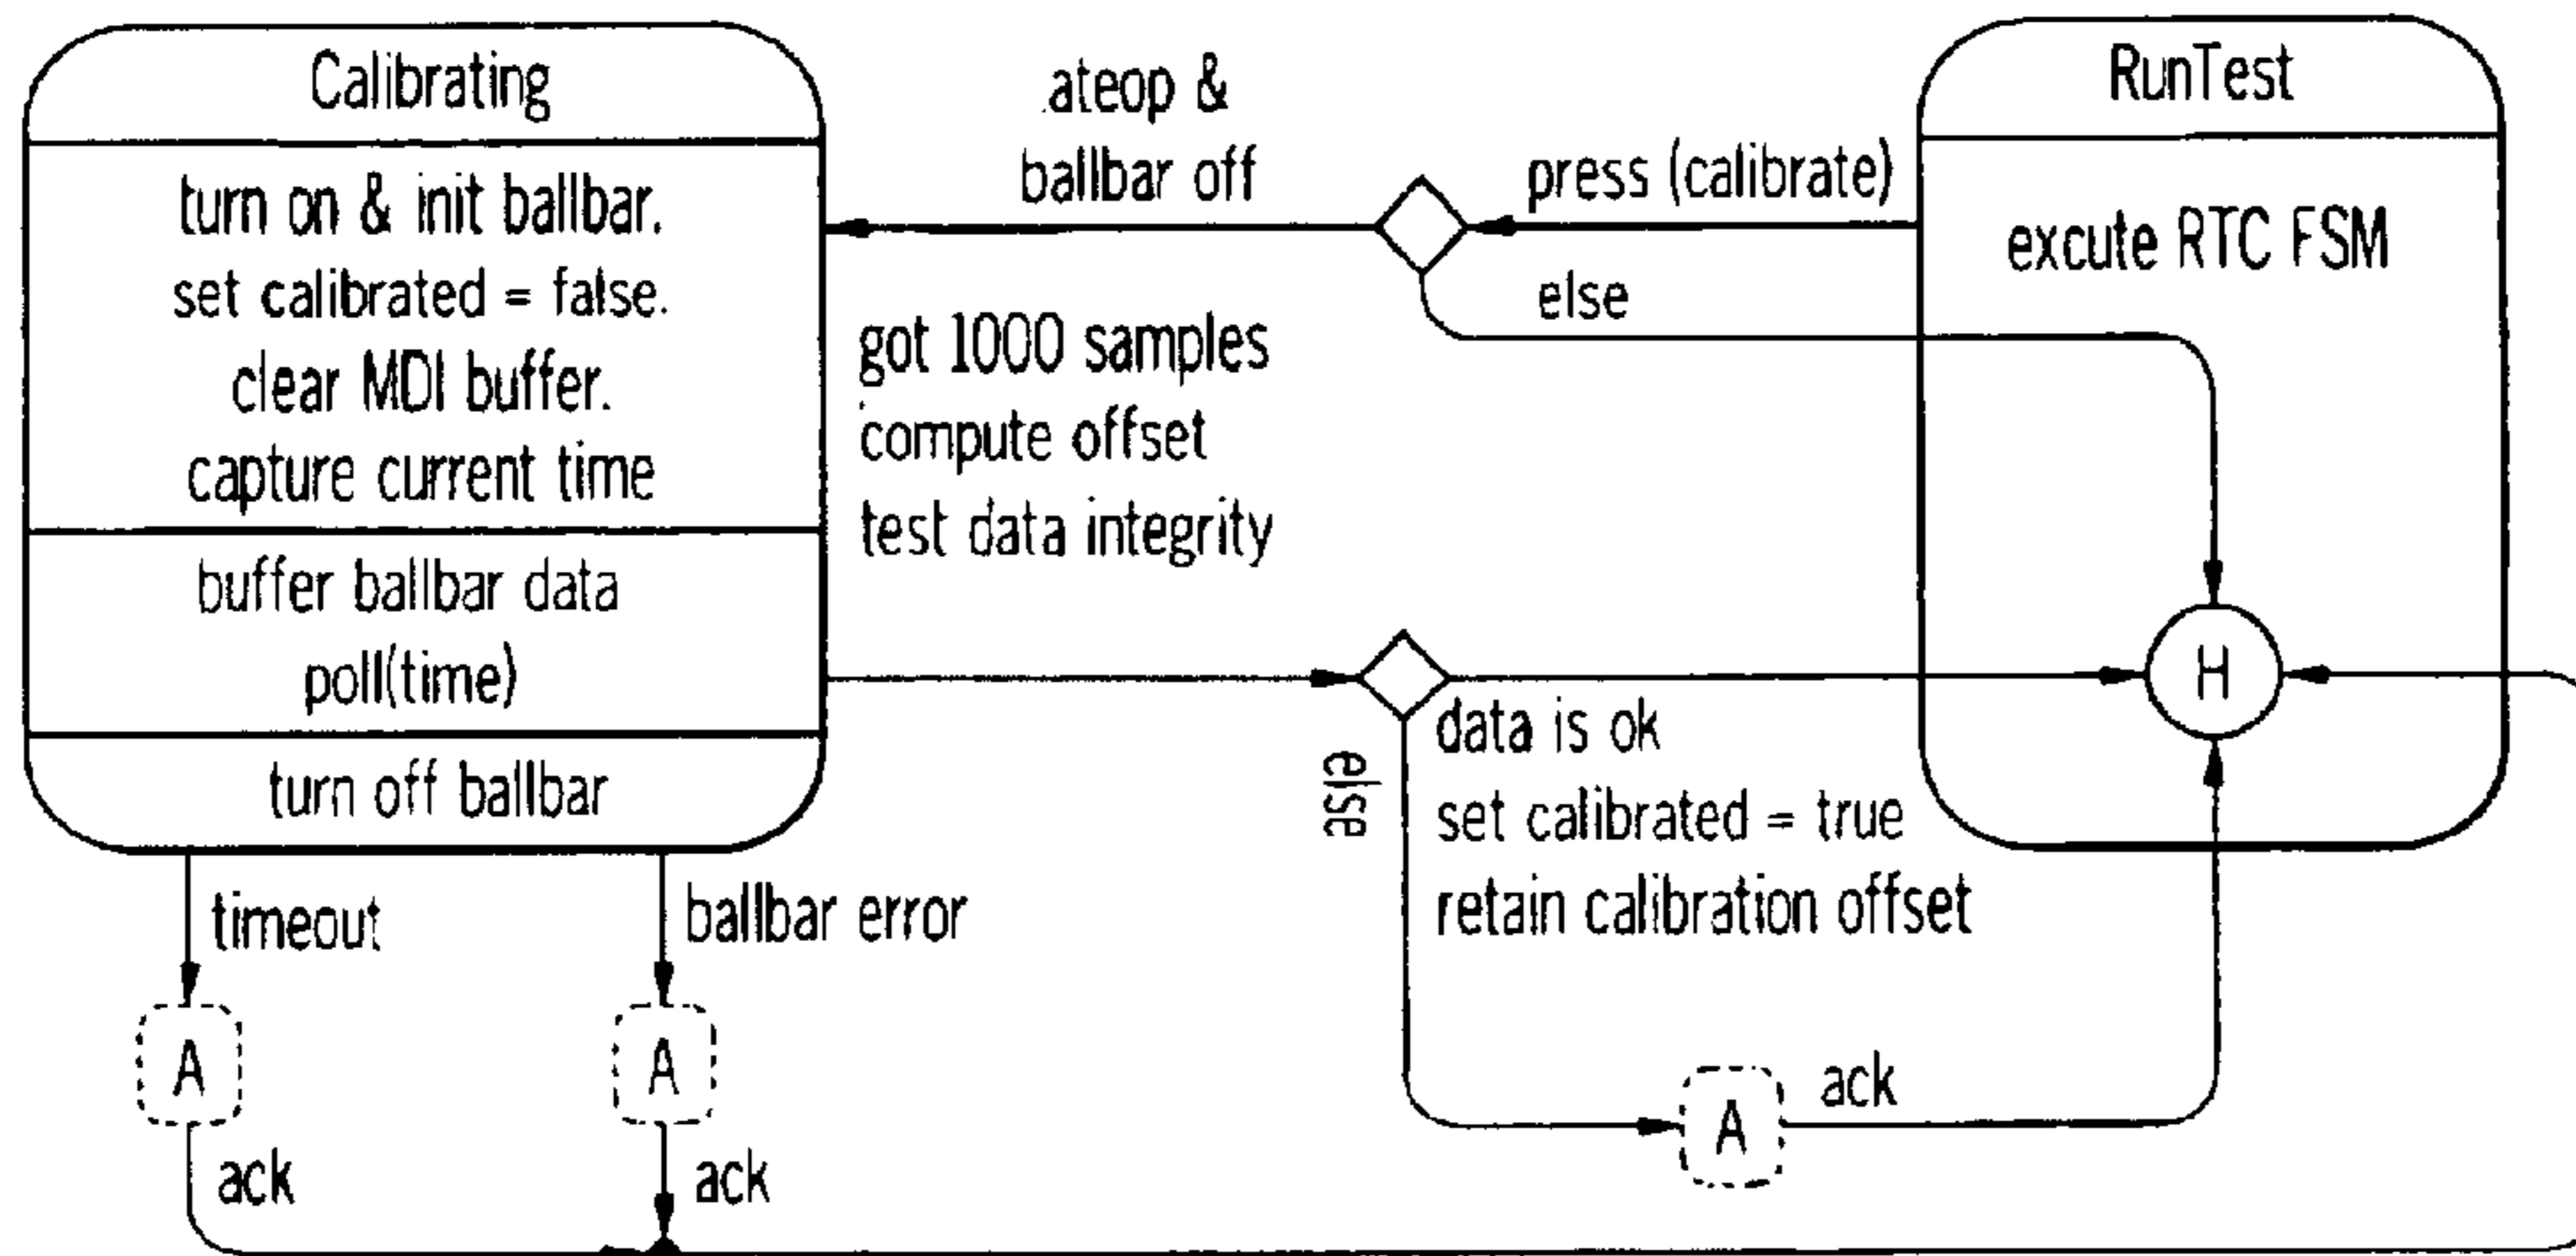 Calibrating
turn on & init ballbar.
set calibrated = false.
clear MDI buffer.
capture current time
buffer ballbar data
poll(time)
turn off ballbar
.ateop &
ballbar off
press (calibrate)
else
RunTest
excute RTC FSM
got 1000 samples
compute offset
test data integrity
H
data is ok
set calibrated = true
retain calibration offset
else
timeout
ballbar error
A
A
A
ack
ack
ack